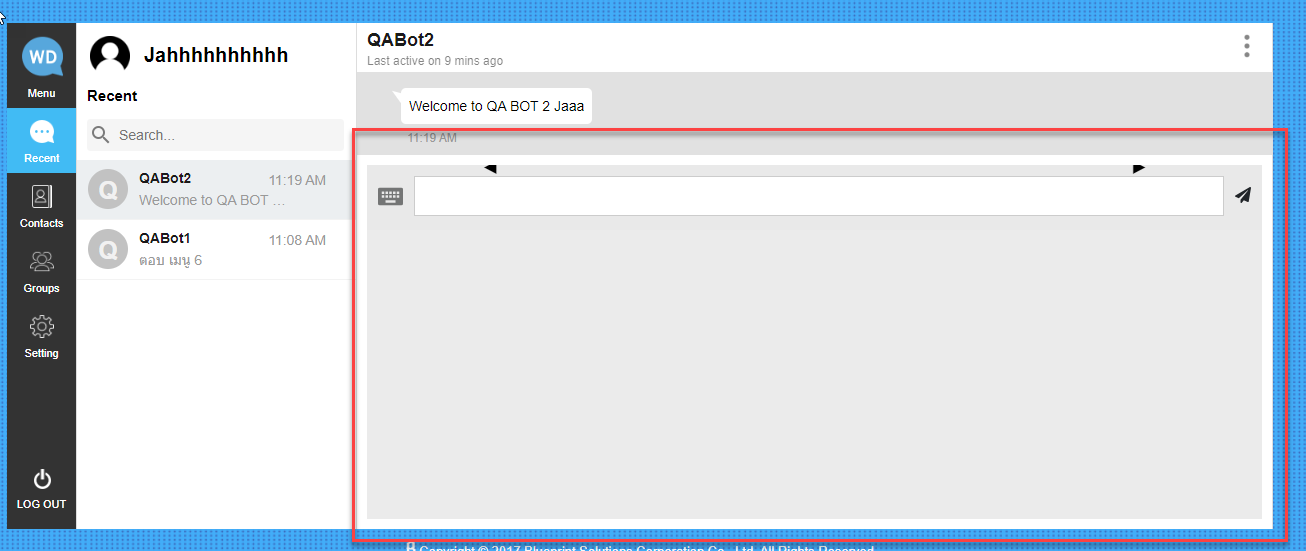 WD
Menu
Recent
Contacts
Groups
Setting
LOG OUT
Jahhhhhhhhhh
Recent
Search...
Q
QABot2
11:19 AM
Welcome to QA BOT ...
Q
QABot1
11:08 AM
ตอบ เมนู 6
QABot2
Last active on 9 mins ago
Welcome to QA BOT 2 Jaaa
11:19 AM
Copyright © 2017 Blueprint Solutions Corporation Co., Ltd. All Rights Reserved